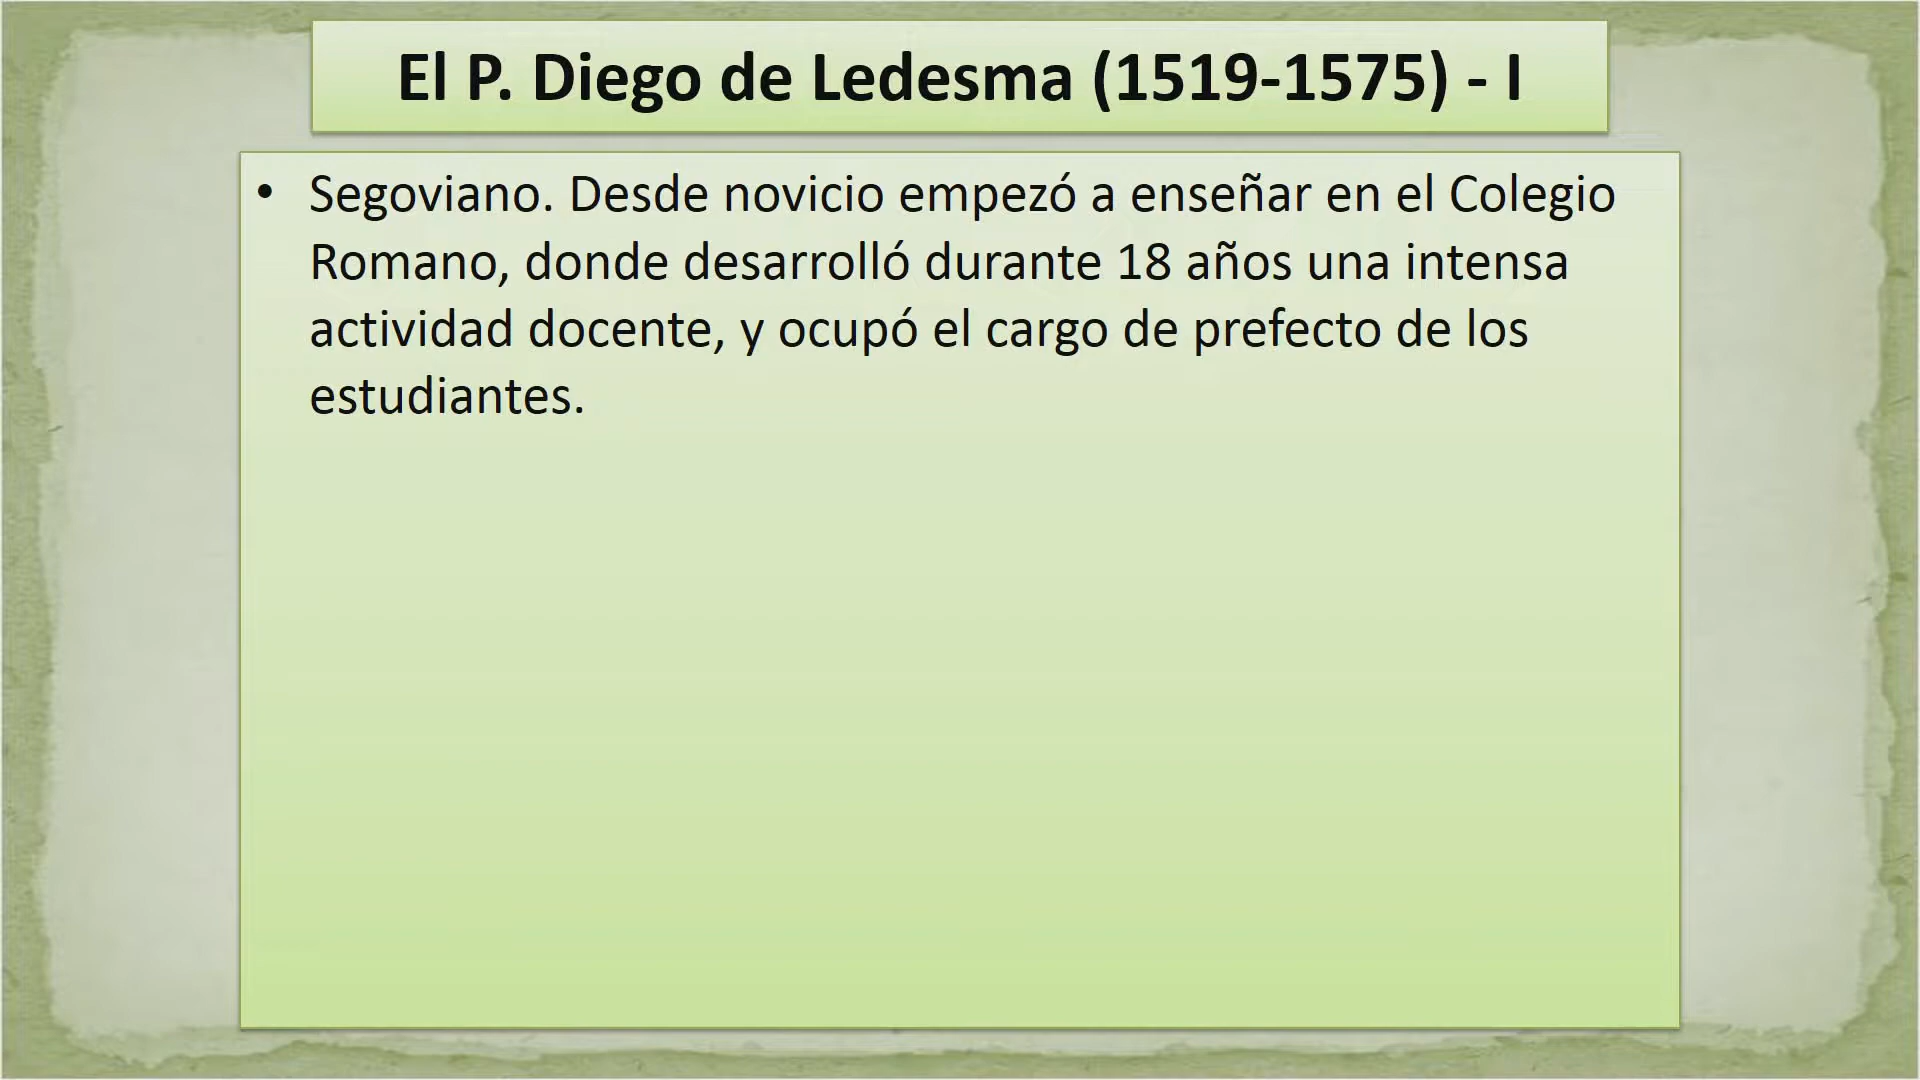 El P. Diego de Ledesma (1519-1575) - I
• Segoviano. Desde novicio empezó a enseñar en el Colegio
Romano, donde desarrolló durante 18 años una intensa
actividad docente, y ocupó el cargo de prefecto de los
estudiantes.